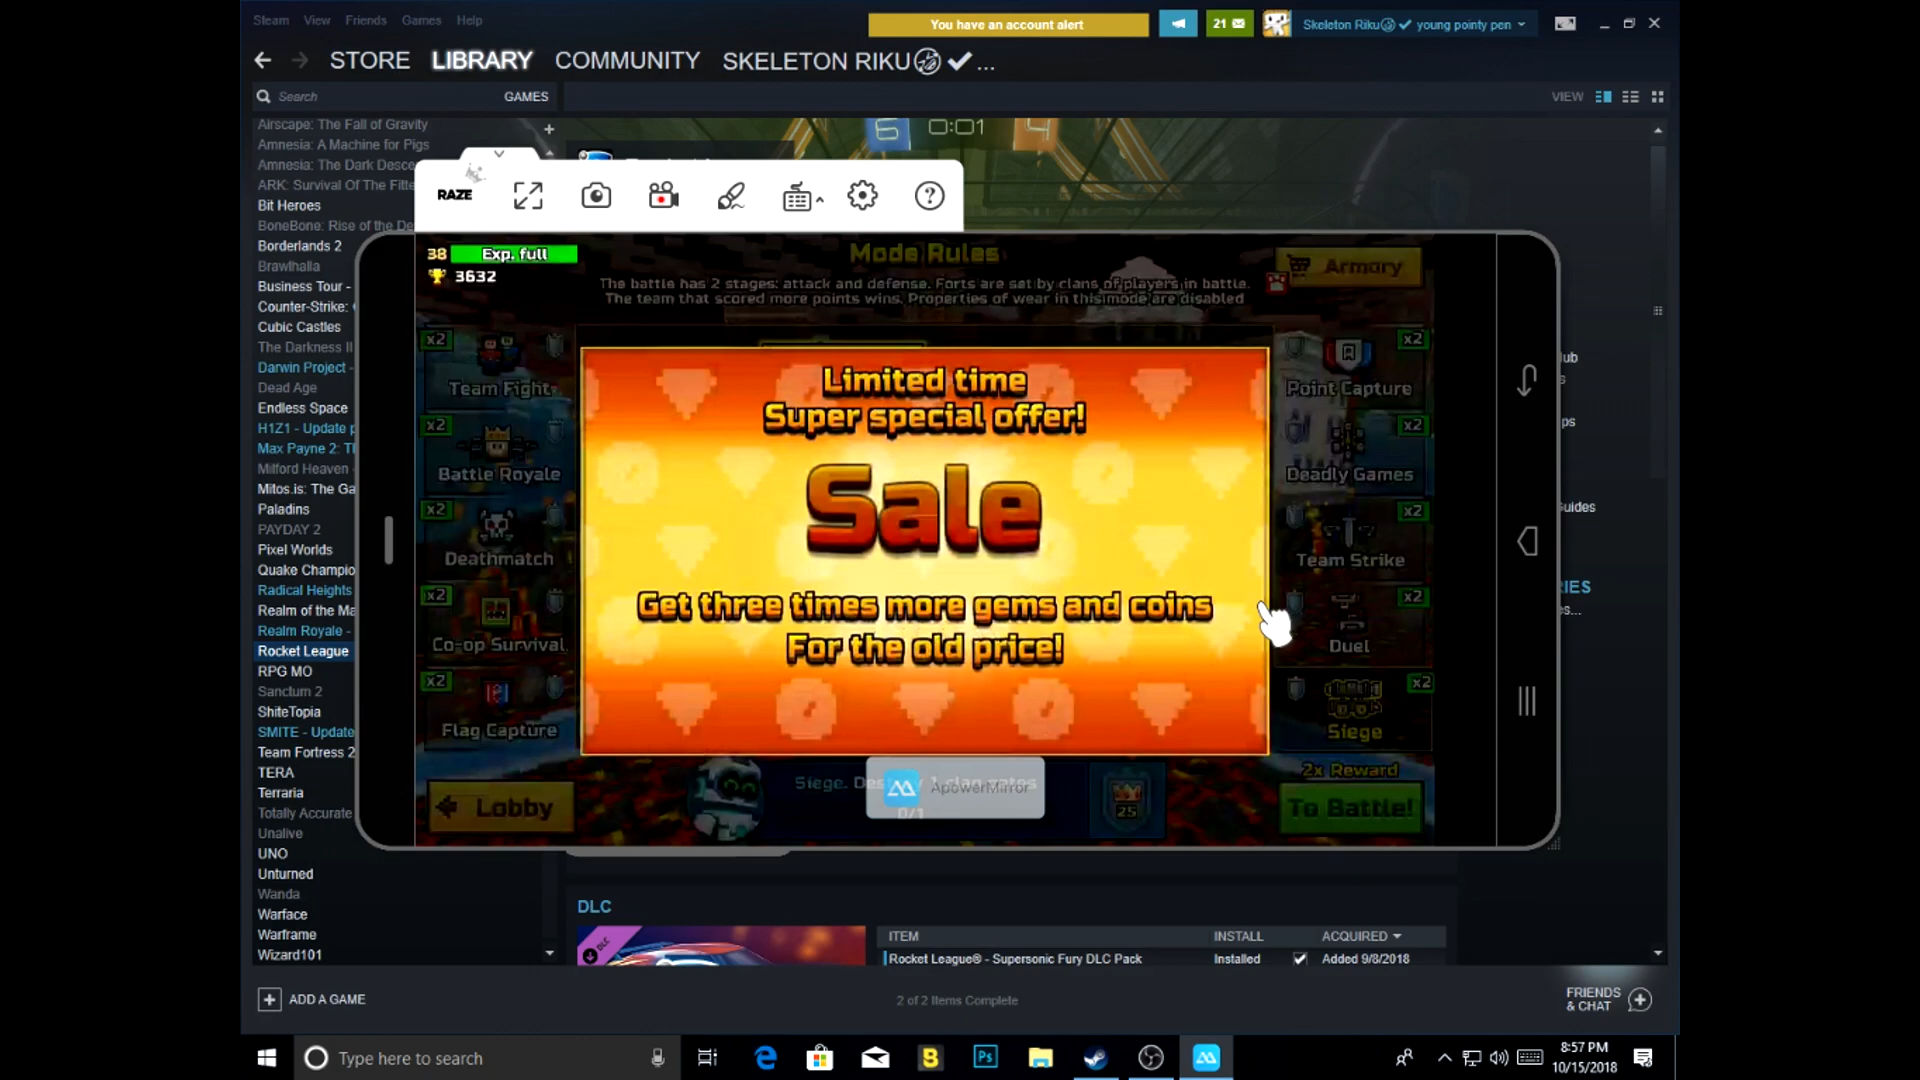 Steam View Friends Games Help
You have an account alert
21
Skeleton Riku
young pointy pen
STORE LIBRARY COMMUNITY SKELETON RIKU ...
Search
GAMES
VIEW
Airscape: The Fall of Gravity
Amnesia: A Machine for Pigs
Amnesia: The Dark Desce
ARK: Survival Of The Fitte
Bit Heroes
BoneBone: Rise of the De
Borderlands 2
Brawlhalla
Business Tour -
Counter-Strike:
Cubic Castles
The Darkness II
Darwin Project -
Dead Age
Endless Space
H1Z1 - Update p
Max Payne 2: Th
Milford Heaven -
Mitos.is: The Ga
Paladins
PAYDAY 2
Pixel Worlds
Quake Champio
Radical Heights
Realm of the Ma
Realm Royale -
Rocket League
RPG MO
Sanctum 2
ShiteTopia
SMITE - Update
Team Fortress 2
TERA
Terraria
Totally Accurate
Unalive
UNO
Unturned
Wanda
Warface
Warframe
Wizard101
6 0:01 4
RAZE
38 Exp. full
3632
Mode Rules
The battle has 2 stages: attack and defense. Forts are set by clans of players in battle.
The team that scored more points wins. Properties of wear in this mode are disabled
Armory
x2
Team Fight
x2
Battle Royale
x2
Deathmatch
x2
Co-op Survival
x2
Flag Capture
Lobby
Limited time
Super special offer!
Sale
Get three times more gems and coins
For the old price!
x2
Point Capture
x2
Deadly Games
x2
Team Strike
x2
Duel
x2
Siege
2x Reward
To Battle!
ApowerMirror
0/1
25
DLC
ITEM INSTALL ACQUIRED
Rocket League® - Supersonic Fury DLC Pack Installed Added 9/8/2018
DLC
ADD A GAME
2 of 2 Items Complete
FRIENDS
& CHAT
Type here to search
8:57 PM
10/15/2018